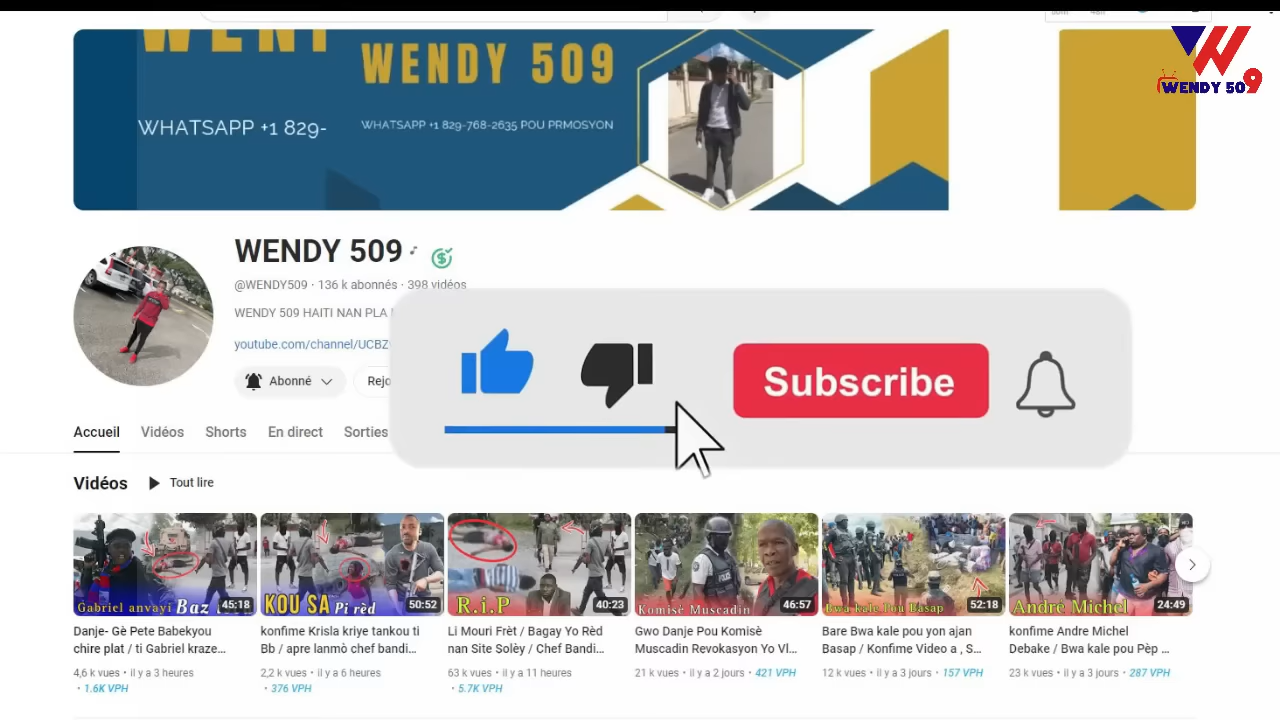 WENDY 509
WENDY 509
WHATSAPP +1 829-
WHATSAPP +1 829-768-2635 POU PRMOSYON
WENDY 509
@WENDY509 · 136 k abonnés · 398 vidéos
WENDY 509 HAITI NAN PLA
youtube.com/channel/UCBZ
Abonné
Rejo
Subscribe
Accueil Vidéos Shorts En direct Sorties
Vidéos Tout lire
Gabriel anvayi Baz
45:18
KOU SA Pi rèd
50:52
R.i.P
40:23
Komisè Muscadin
46:57
Bwa kale Pou Basap
52:18
Andre Michel
24:49
Danje- Gè Pete Babekyou
chire plat / ti Gabriel kraze...
4,6 k vues • il y a 3 heures
• 1.6K VPH
konfime Krisla kriye tankou ti
Bb / apre lanmò chef bandi...
2,2 k vues • il y a 6 heures
• 376 VPH
Li Mouri Frèt / Bagay Yo Rèd
nan Site Solèy / Chef Bandi...
63 k vues • il y a 11 heures
• 5.7K VPH
Gwo Danje Pou Komisè
Muscadin Revokasyon Yo Vl...
21 k vues • il y a 2 jours • 421 VPH
Bare Bwa kale pou yon ajan
Basap / Konfime Video a , S...
12 k vues • il y a 3 jours • 157 VPH
konfime Andre Michel
Debake / Bwa kale pou Pèp ...
23 k vues • il y a 3 jours • 287 VPH